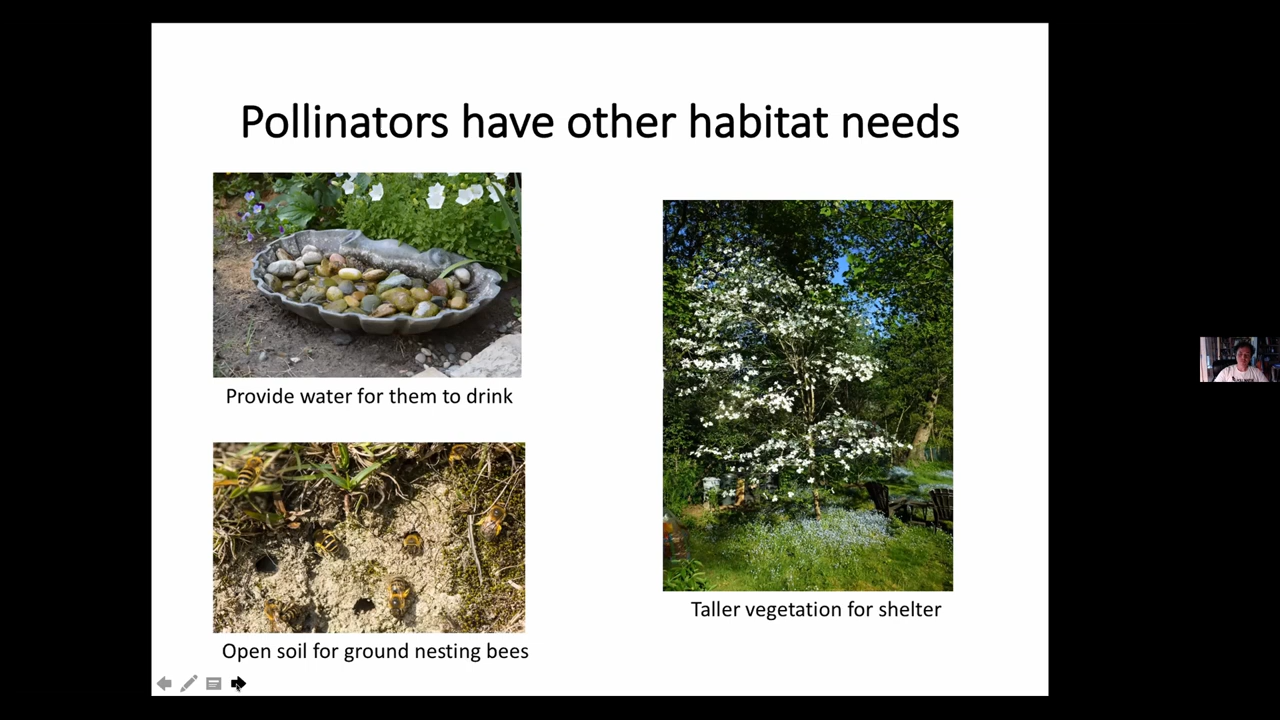 Pollinators have other habitat needs
Provide water for them to drink
Open soil for ground nesting bees
Taller vegetation for shelter